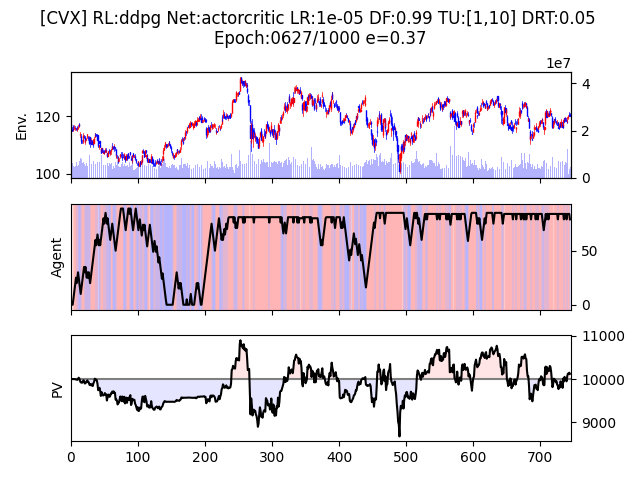 [CVX] RL:ddpg Net:actorcritic LR:1e-05 DF:0.99 TU:[1,10] DRT:0.05
Epoch:0627/1000 e=0.37
1e7
Env.
120
100
4
2
0
Agent
50
0
PV
11000
10000
9000
0 100 200 300 400 500 600 700